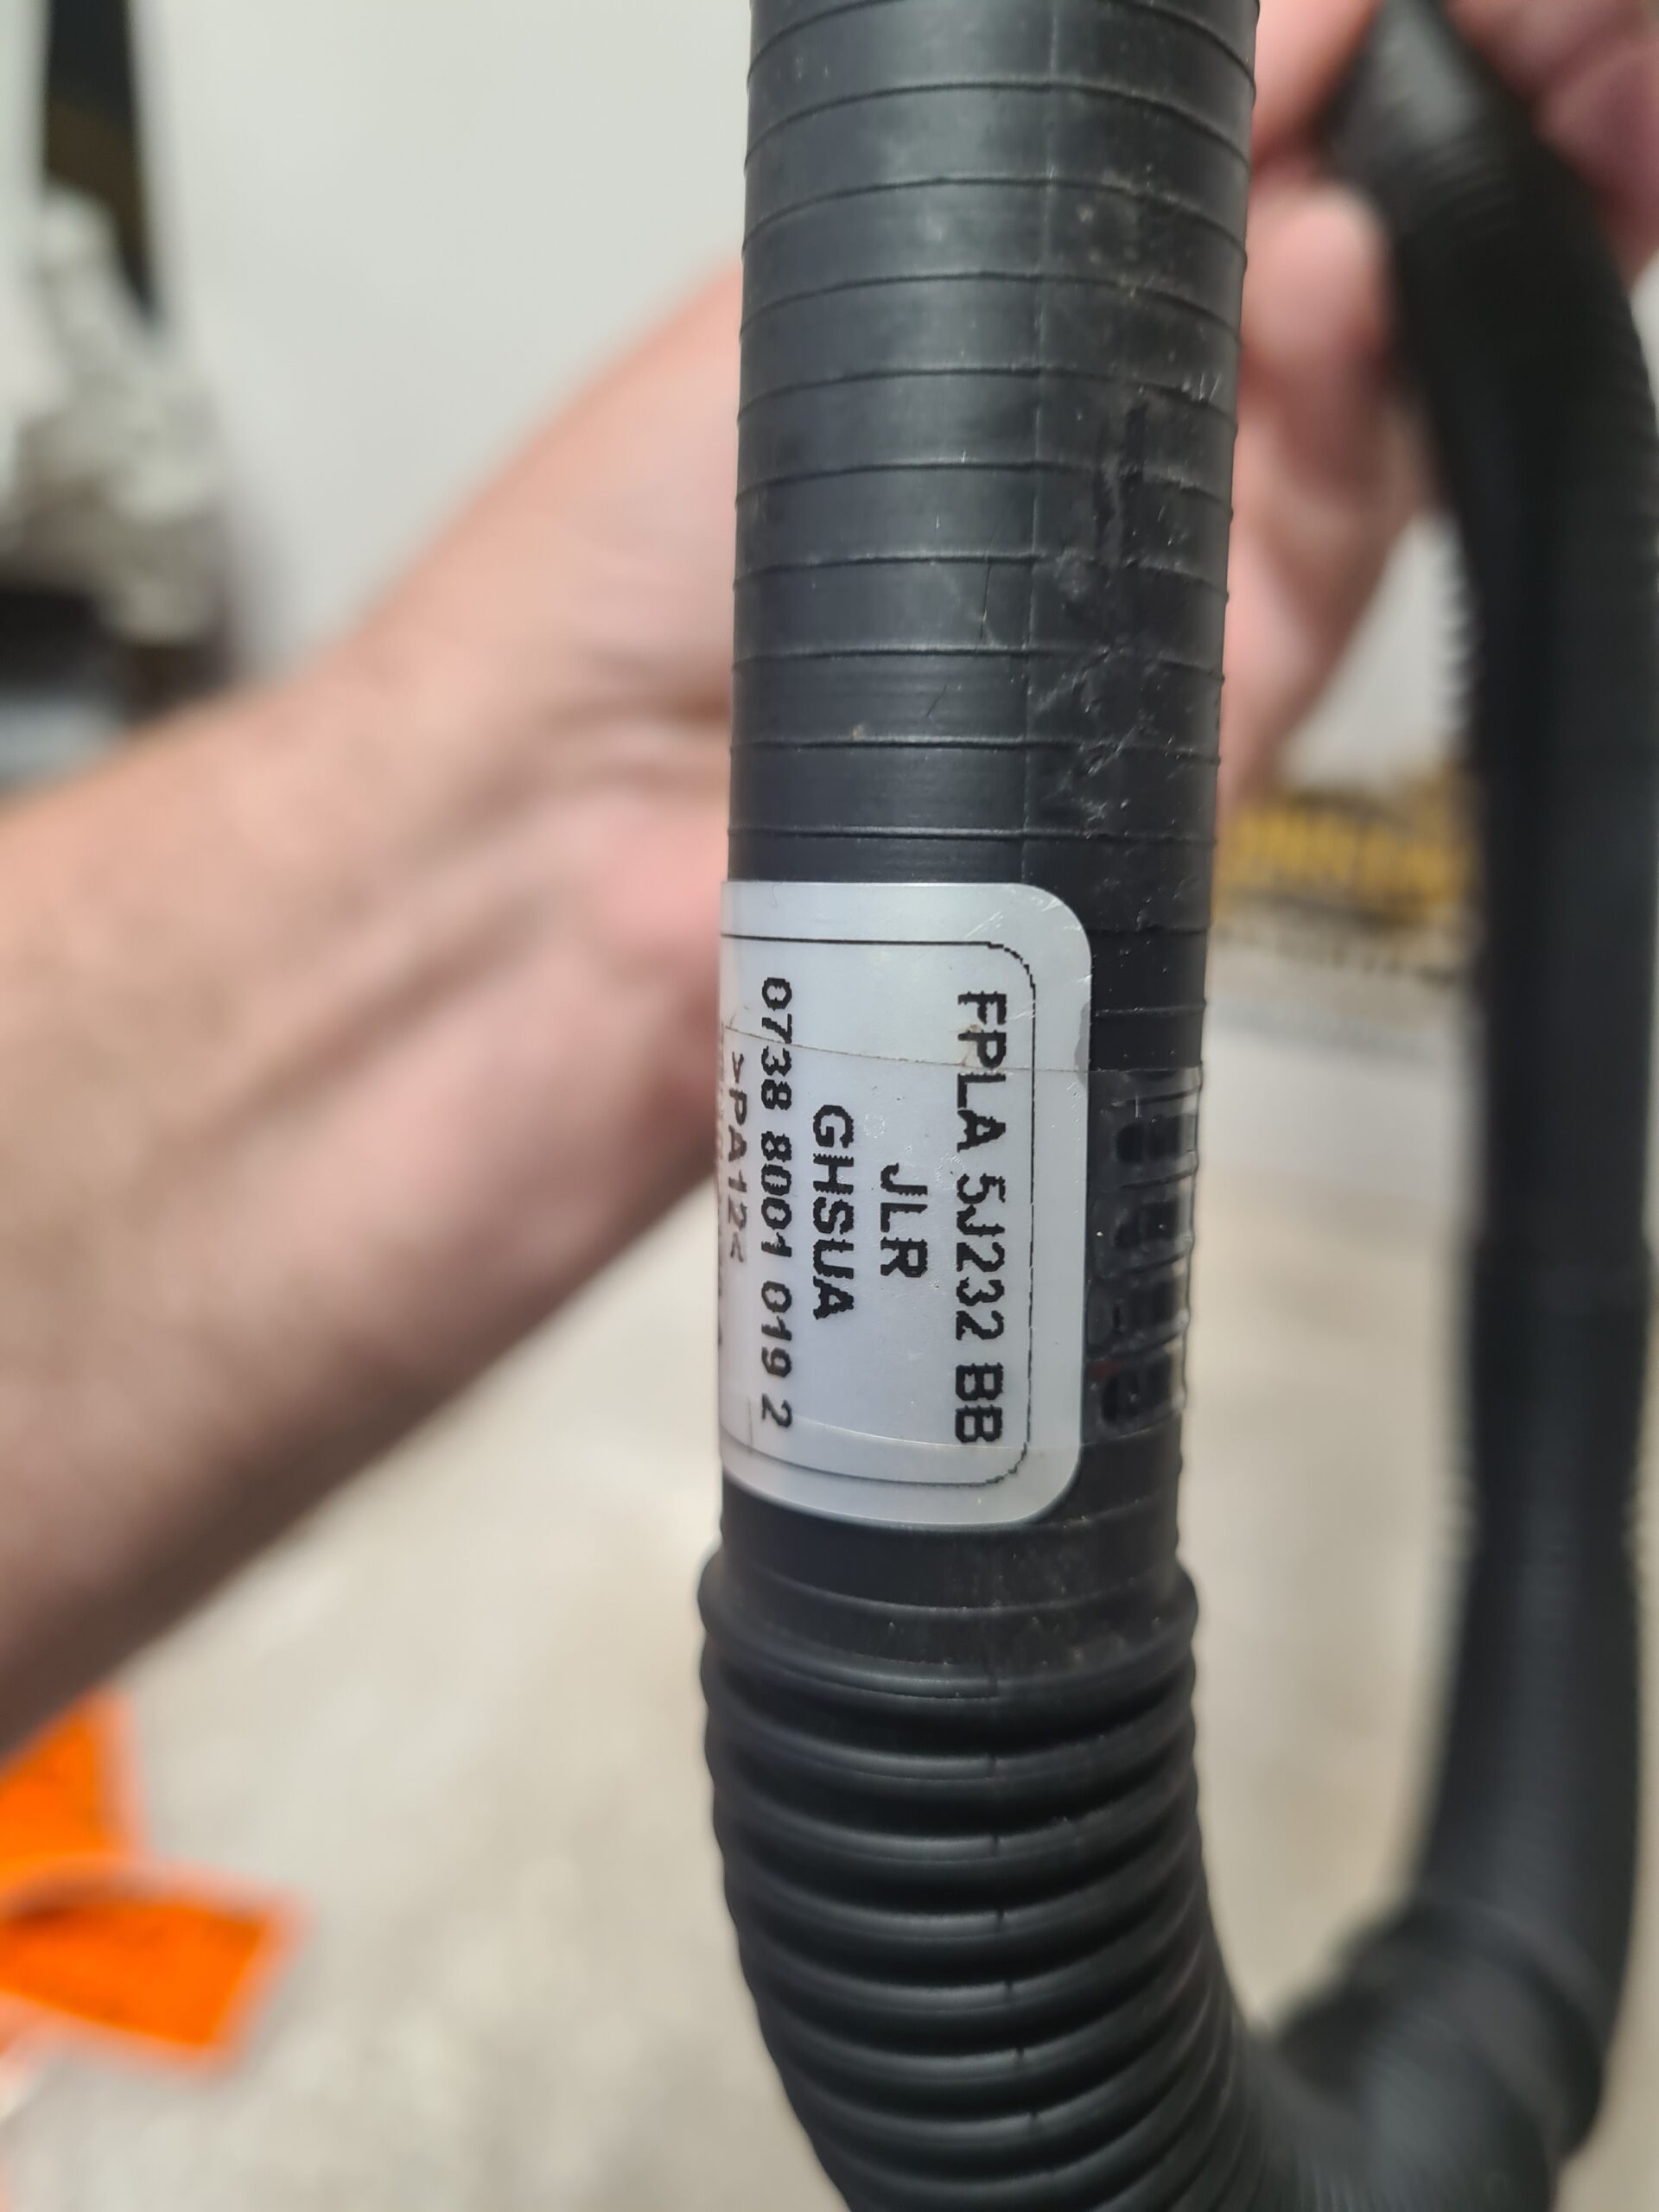 FPLA 5J232 BB
JLR
GHSUA
0738 8001 019 2
>PA12<